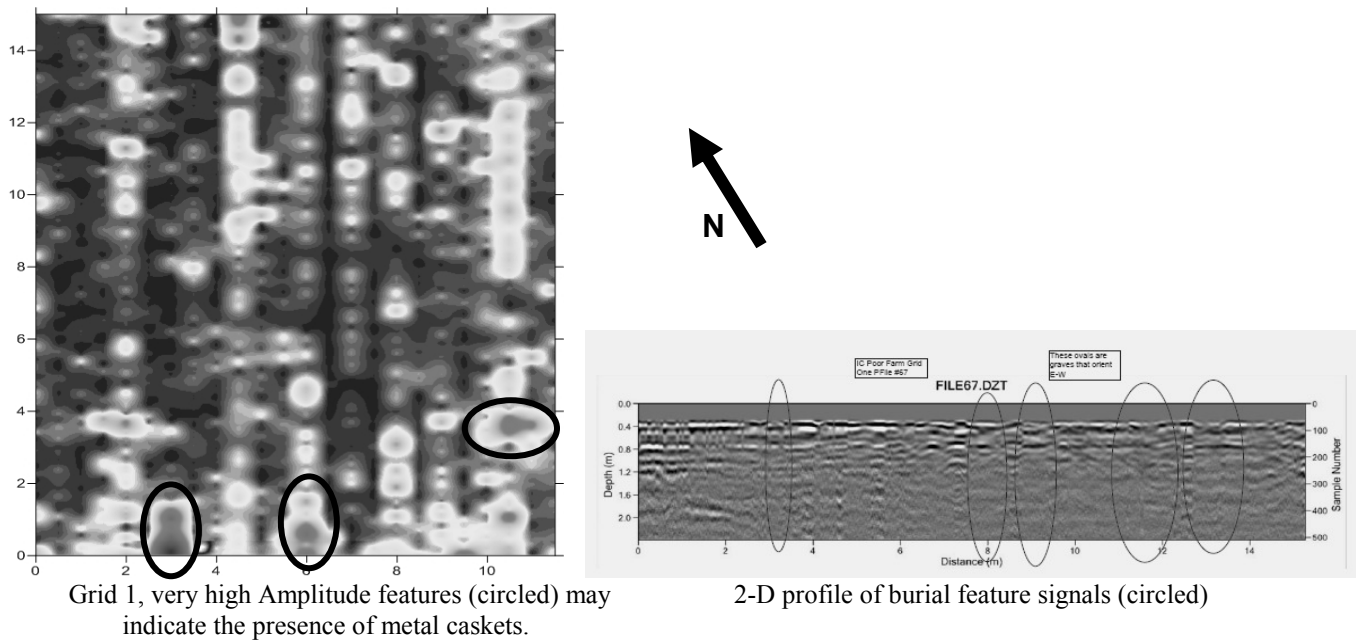 14
12
10
8
6
4
2
0
0 2 4 6 8 10
N
IC Poor Farm Grid
One PFile #67
These ovals are
graves that orient
E-W
FILE67.DZT
0.0
0.4
0.8
1.2
1.6
2.0
Depth (m)
0
100
200
300
400
500
Sample Number
2 4 6 8 10 12 14
Distance (m)
Grid 1, very high Amplitude features (circled) may
indicate the presence of metal caskets.
2-D profile of burial feature signals (circled)